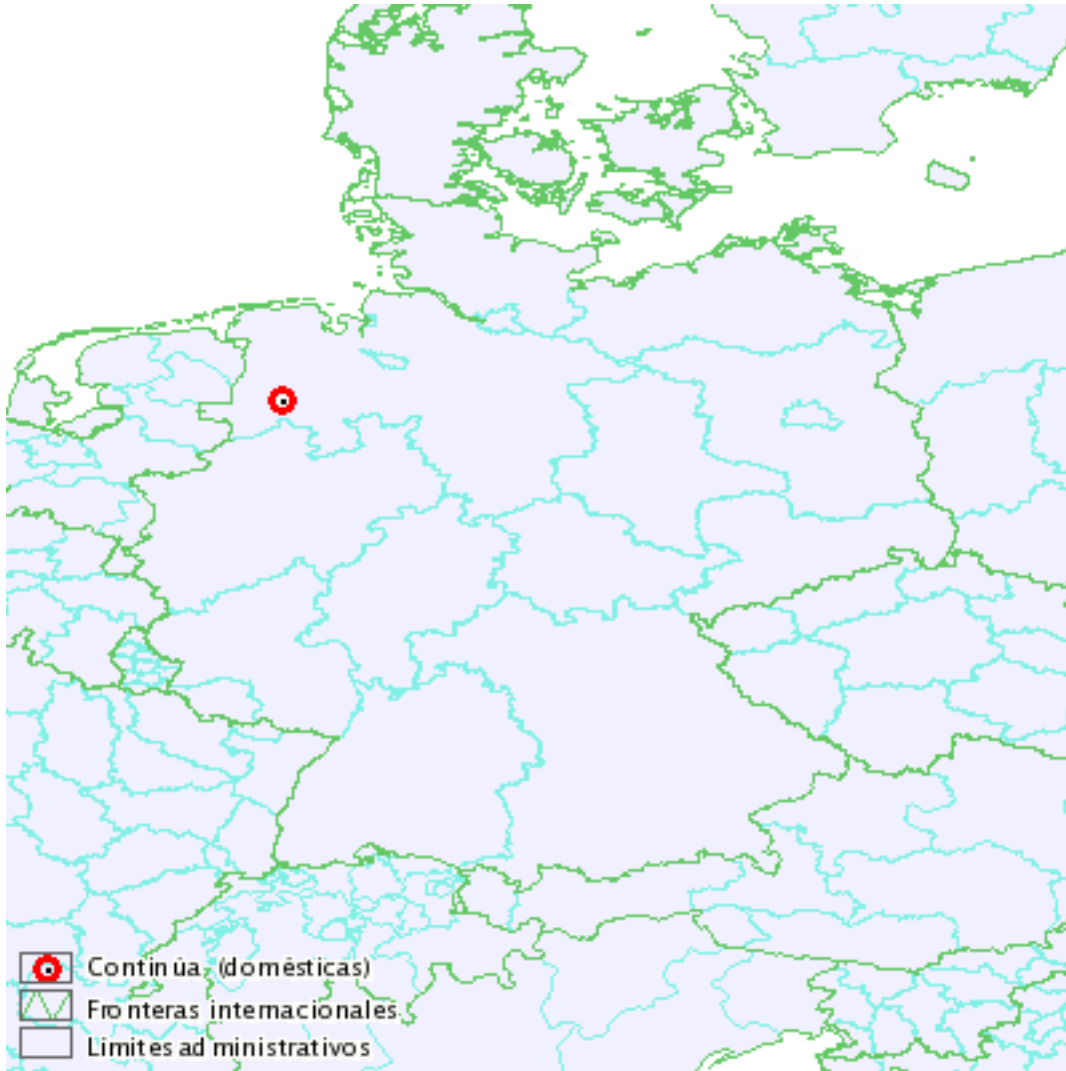 Continúa, (domésticas)
Fronteras internacionales
Límites administrativos